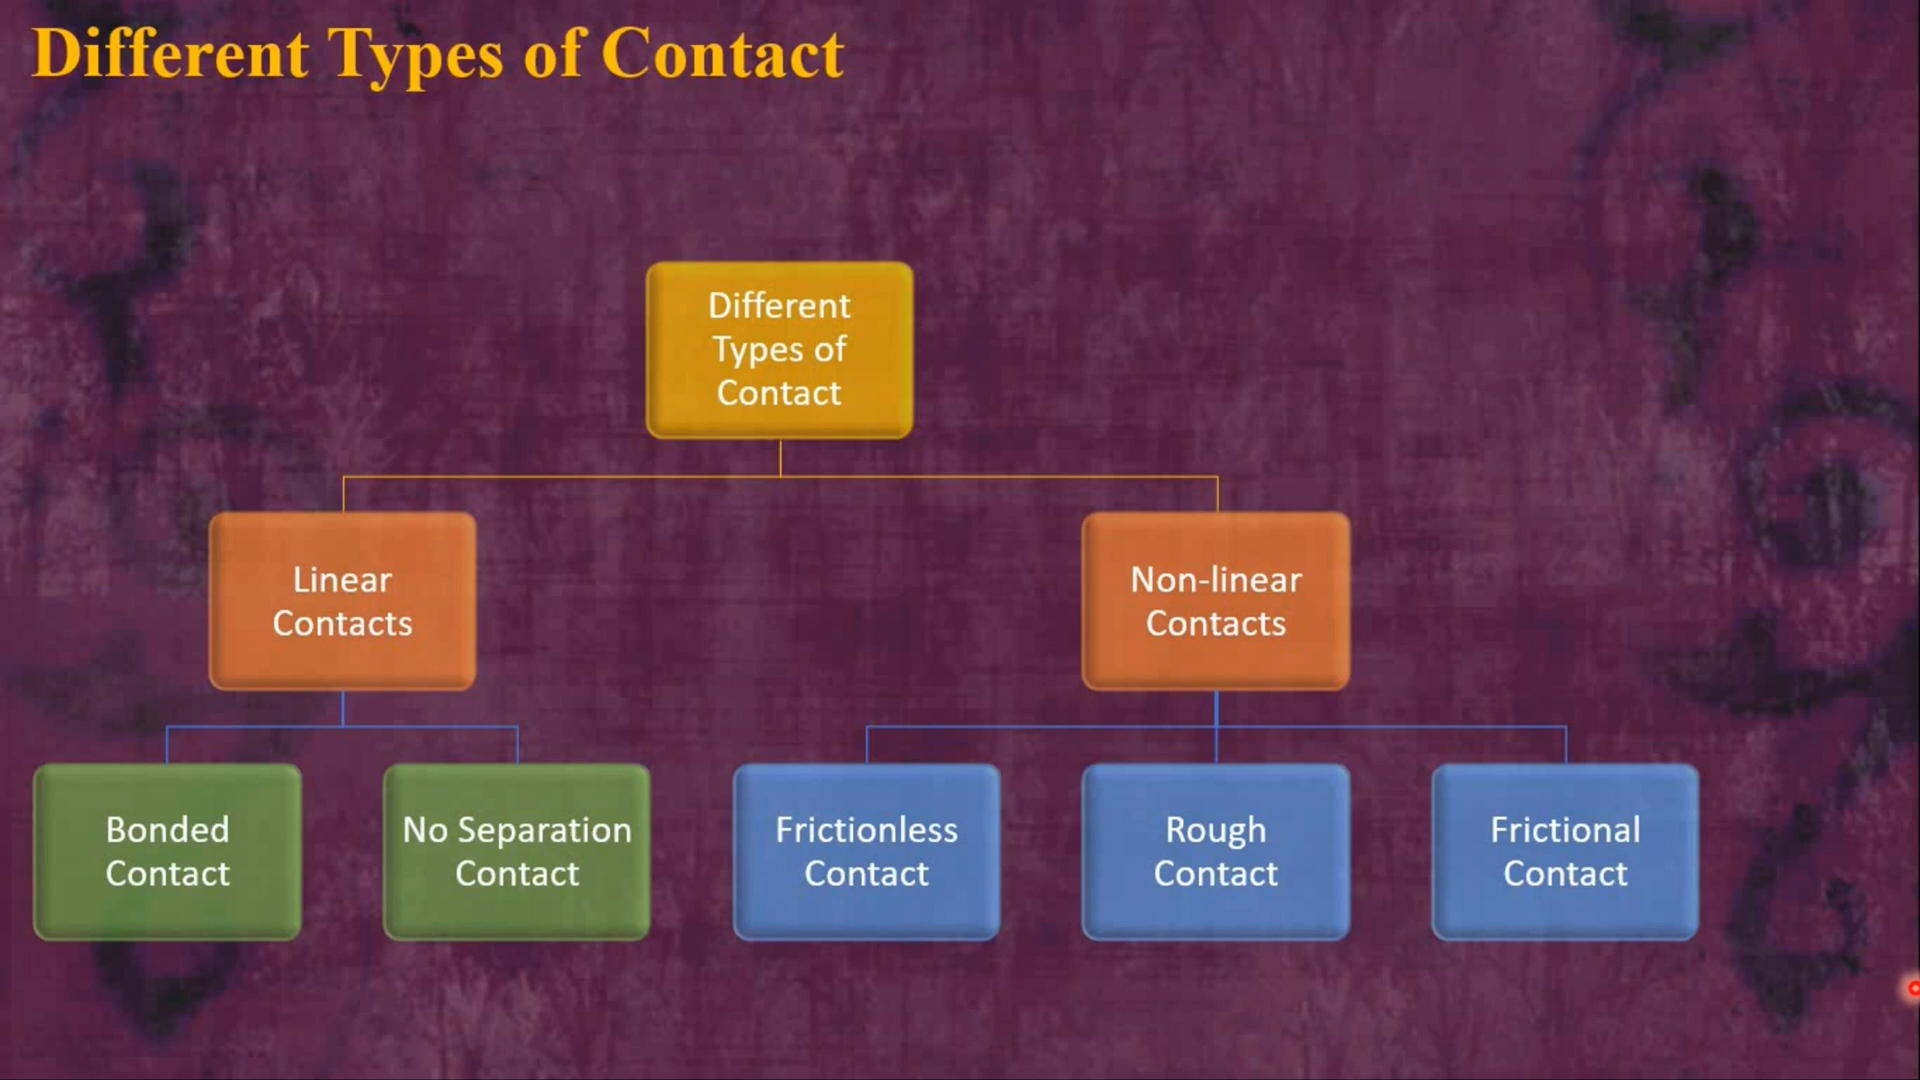 Different Types of Contact
Different
Types of
Contact
Linear
Contacts
Non-linear
Contacts
Bonded
Contact
No Separation
Contact
Frictionless
Contact
Rough
Contact
Frictional
Contact